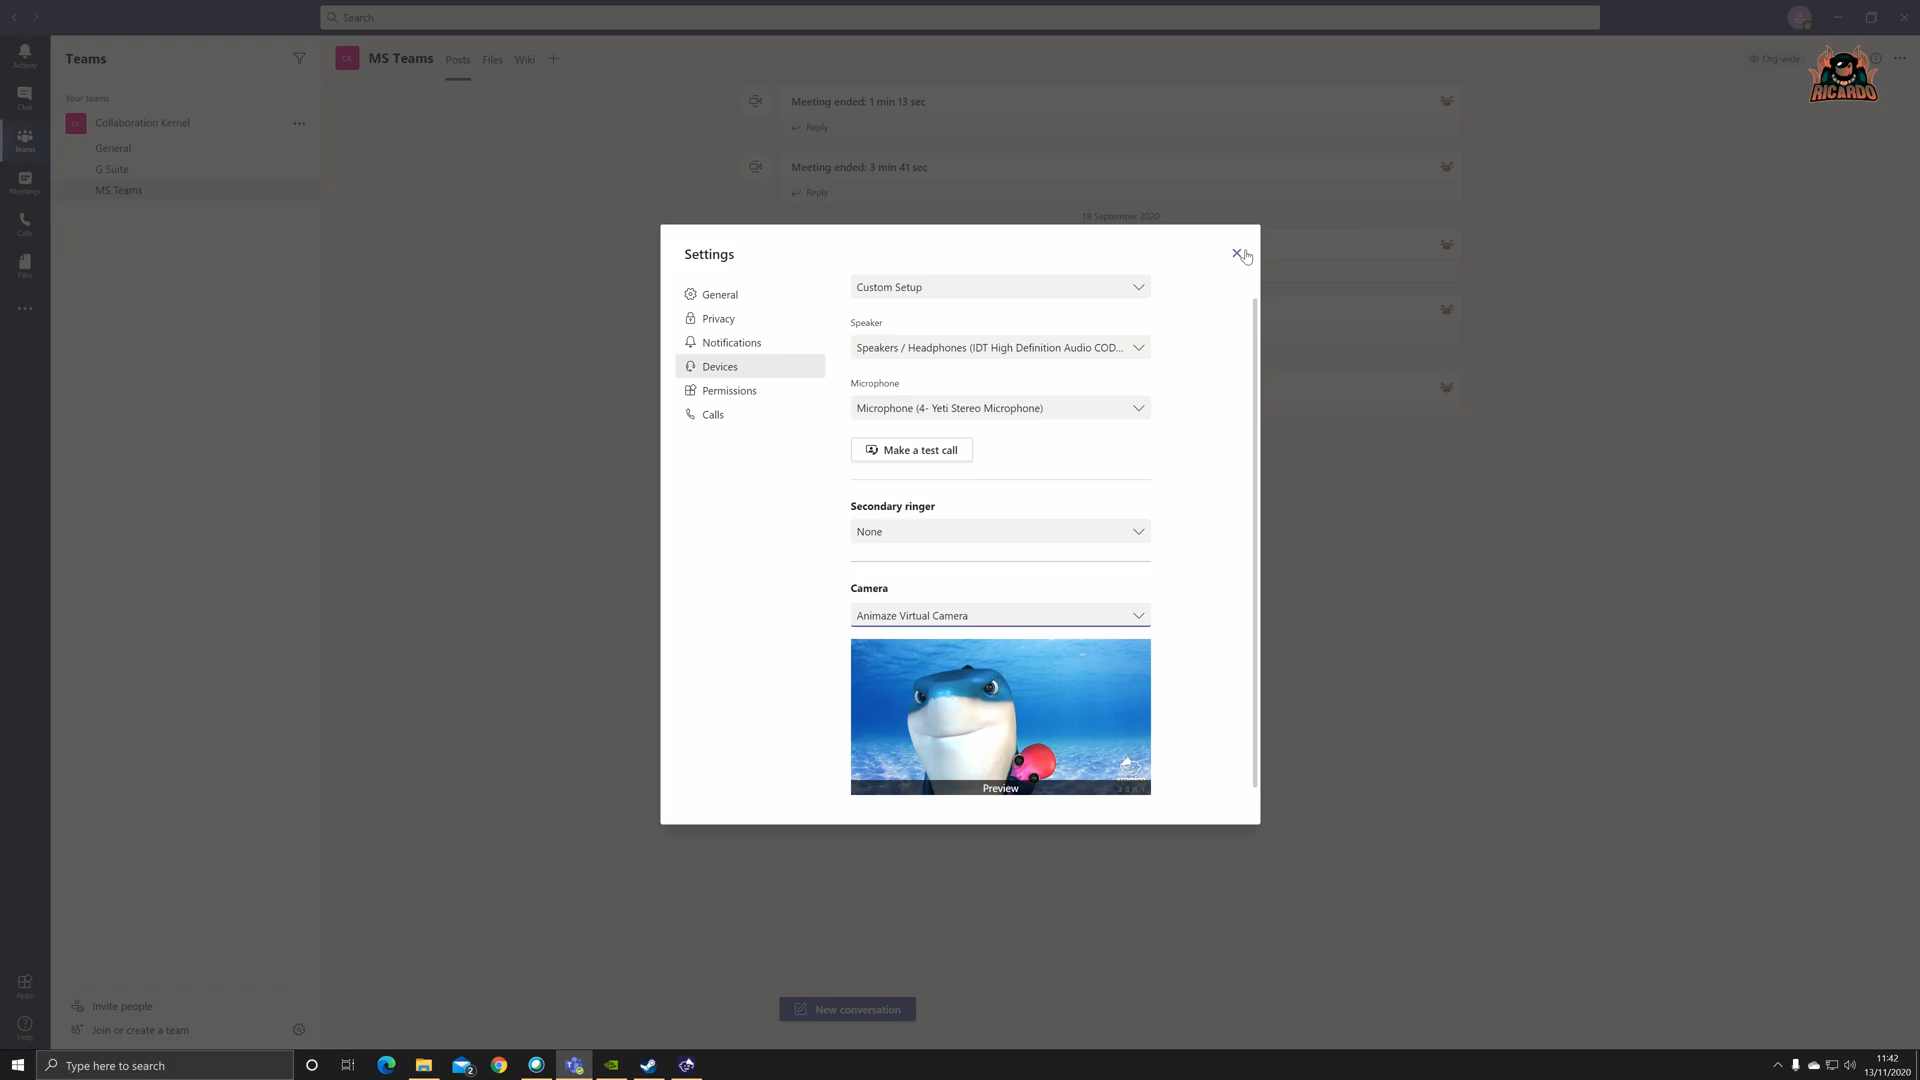 Search
Activity
Chat
Teams
Meetings
Calls
Files
Teams
Your teams
CK
Collaboration Kernel
General
G Suite
MS Teams
Invite people
Join or create a team
Apps
Help
CK
MS Teams
Posts
Files
Wiki
Org-wide
RICARDO
Meeting ended: 1 min 13 sec
Reply
Meeting ended: 3 min 41 sec
Reply
18 September 2020
Settings
General
Privacy
Notifications
Devices
Permissions
Calls
Custom Setup
Speaker
Speakers / Headphones (IDT High Definition Audio COD...
Microphone
Microphone (4- Yeti Stereo Microphone)
Make a test call
Secondary ringer
None
Camera
Animaze Virtual Camera
Preview
New conversation
Type here to search
2
11:42
13/11/2020